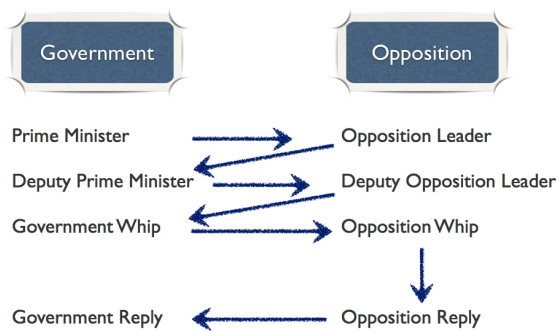 Government
Opposition
Prime Minister
Opposition Leader
Deputy Prime Minister
Deputy Opposition Leader
Government Whip
Opposition Whip
Government Reply
Opposition Reply